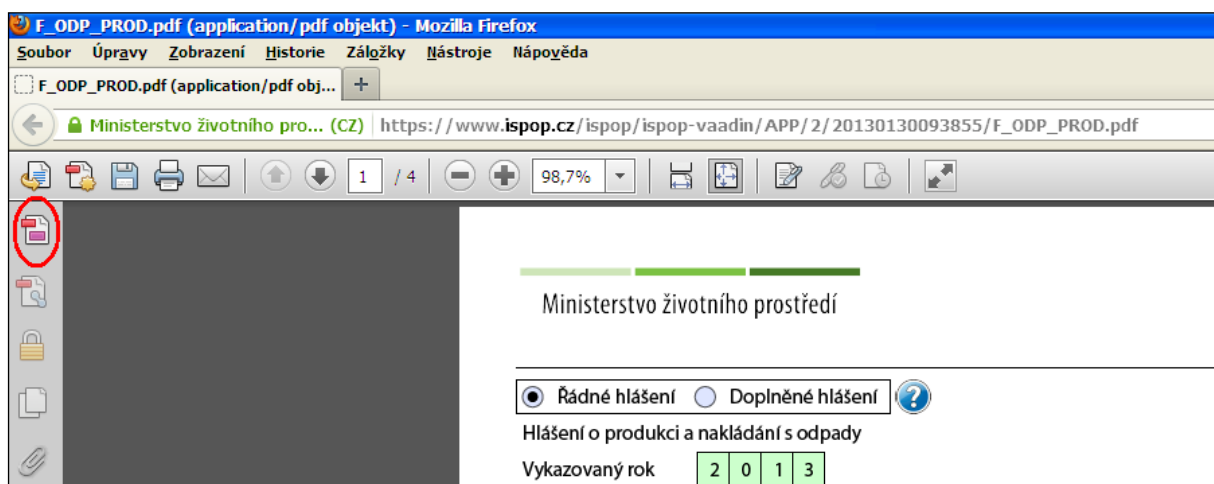 F_ODP_PROD.pdf (application/pdf objekt) - Mozilla Firefox
Soubor Úpravy Zobrazení Historie Záložky Nástroje Nápověda
F_ODP_PROD.pdf (application/pdf obj... +
Ministerstvo životního pro... (CZ) https://www.ispop.cz/ispop/ispop-vaadin/APP/2/20130130093855/F_ODP_PROD.pdf
1 / 4 98,7%
Ministerstvo životního prostředí
Řádné hlášení Doplněné hlášení ?
Hlášení o produkci a nakládání s odpady
Vykazovaný rok 2 0 1 3